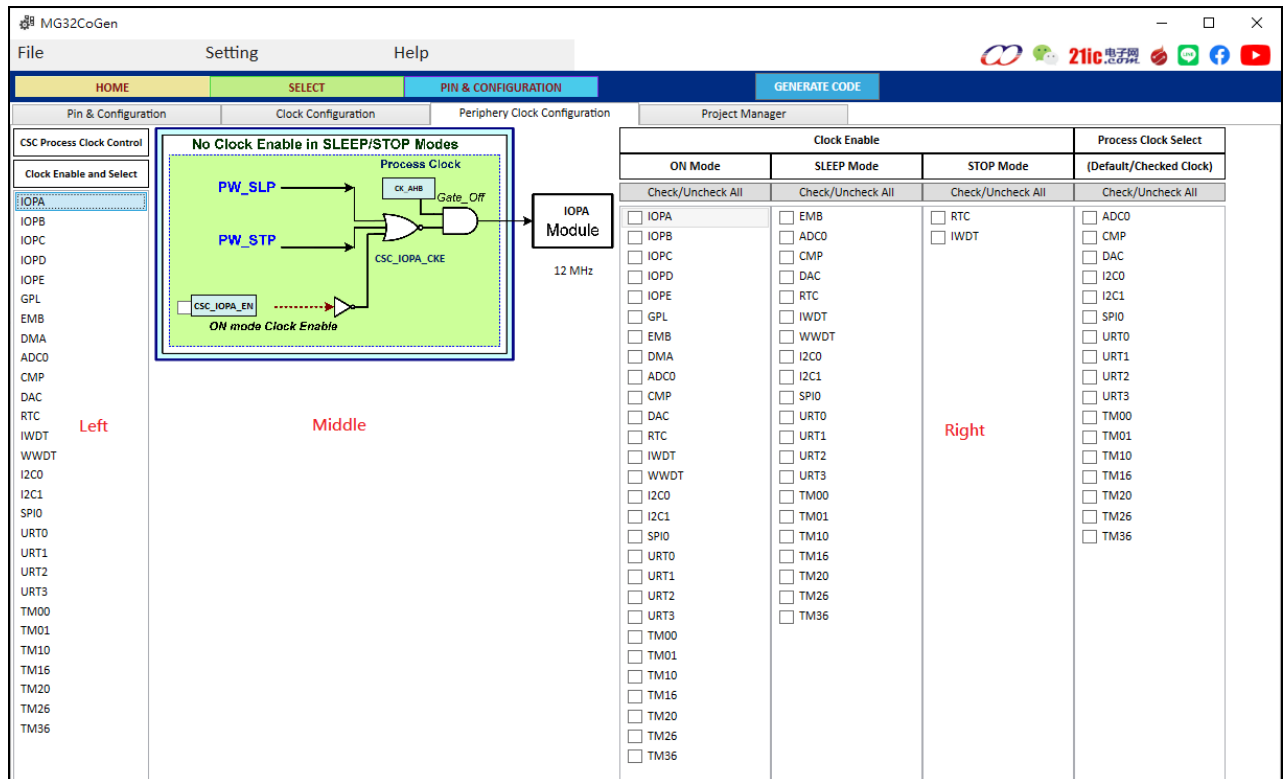 MG32CoGen
File Setting Help
21ic电子网
LINE
HOME SELECT PIN & CONFIGURATION GENERATE CODE
Pin & Configuration Clock Configuration Periphery Clock Configuration Project Manager
CSC Process Clock Control
Clock Enable and Select
IOPA
IOPB
IOPC
IOPD
IOPE
GPL
EMB
DMA
ADC0
CMP
DAC
RTC
IWDT
WWDT
I2C0
I2C1
SPI0
URT0
URT1
URT2
URT3
TM00
TM01
TM10
TM16
TM20
TM26
TM36
Left
No Clock Enable in SLEEP/STOP Modes
Process Clock
PW_SLP
CK_AHB
Gate_Off
PW_STP
CSC_IOPA_CKE
CSC_IOPA_EN
ON mode Clock Enable
IOPA
Module
12 MHz
Middle
Clock Enable
Process Clock Select
ON Mode SLEEP Mode STOP Mode (Default/Checked Clock)
Check/Uncheck All Check/Uncheck All Check/Uncheck All Check/Uncheck All
IOPA EMB RTC ADC0
IOPB ADC0 IWDT CMP
IOPC CMP DAC
IOPD DAC I2C0
IOPE RTC I2C1
GPL IWDT SPI0
EMB WWDT URT0
DMA I2C0 URT1
ADC0 I2C1 URT2
CMP SPI0 URT3
DAC URT0 TM00
RTC URT1 TM01
IWDT URT2 TM10
WWDT URT3 TM16
I2C0 TM00 TM20
I2C1 TM01 TM26
SPI0 TM10 TM36
URT0 TM16
URT1 TM20
URT2 TM26
URT3 TM36
TM00
TM01
TM10
TM16
TM20
TM26
TM36
Right